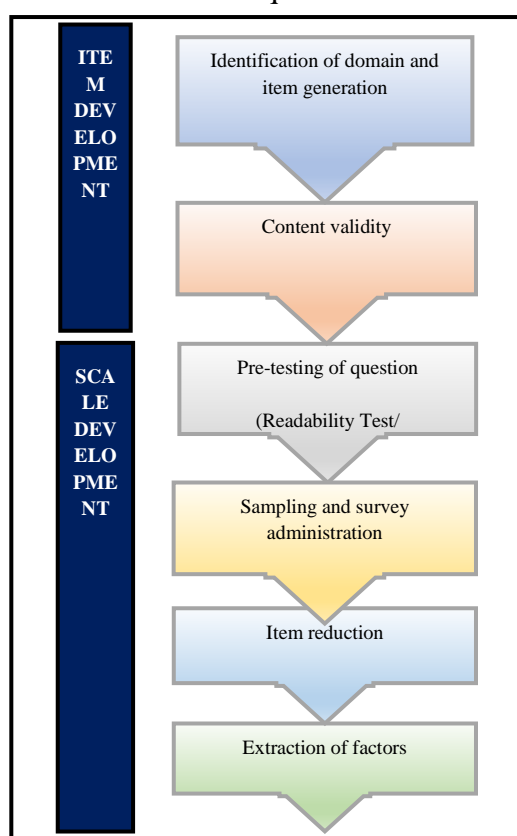 ITE
M
DEV
ELO
PME
NT
Identification of domain and
item generation
Content validity
SCA
LE
DEV
ELO
PME
NT
Pre-testing of question
(Readability Test/
Sampling and survey
administration
Item reduction
Extraction of factors